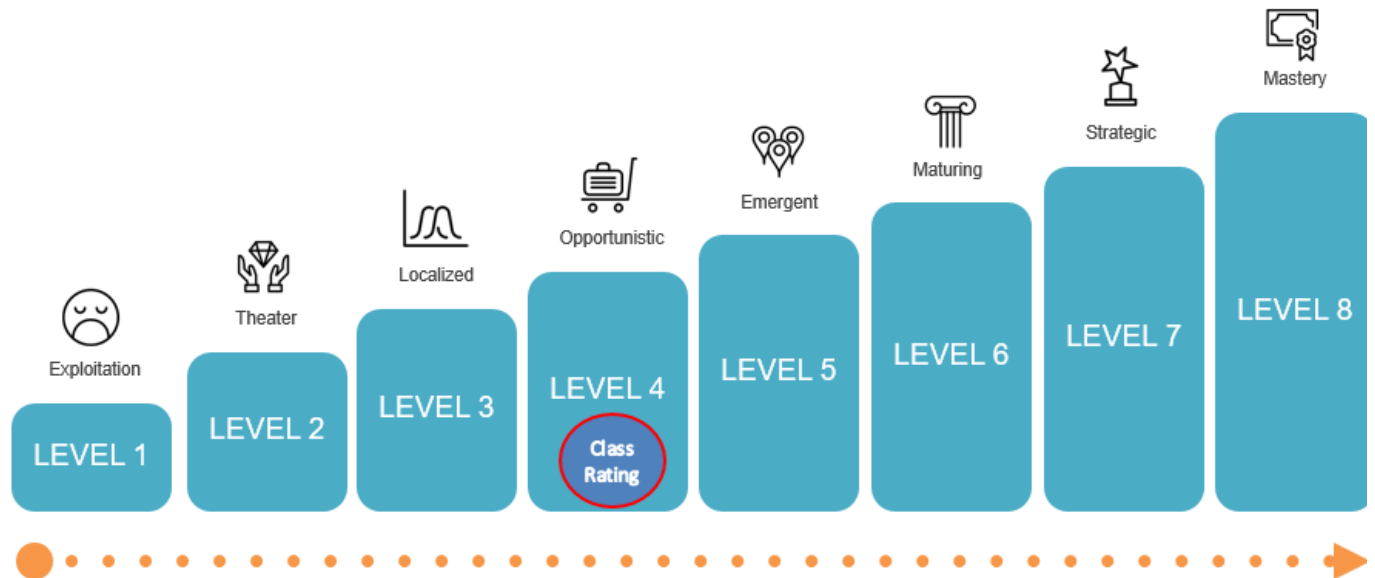 Exploitation
LEVEL 1
Theater
LEVEL 2
Localized
LEVEL 3
Opportunistic
LEVEL 4
Class
Rating
Emergent
LEVEL 5
Maturing
LEVEL 6
Strategic
LEVEL 7
Mastery
LEVEL 8